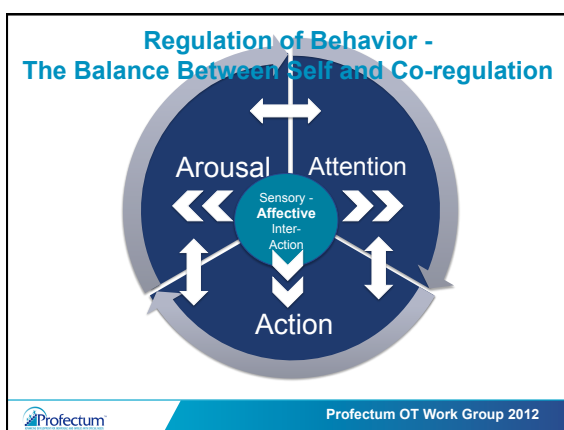 Regulation of Behavior -
The Balance Between Self and Co-regulation
Arousal
Attention
Sensory -
Affective
Inter-
Action
Action
Profectum
Profectum OT Work Group 2012